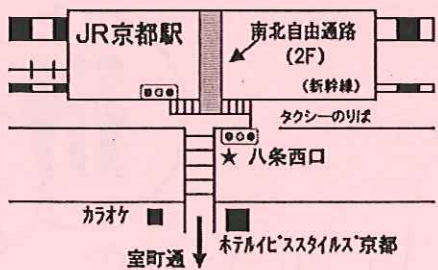 JR京都駅
南北自由通路
(2F)
(新幹線)
タクシーのりば
★ 八条西口
カラオケ
ホテルイビススタイルズ京都
室町通